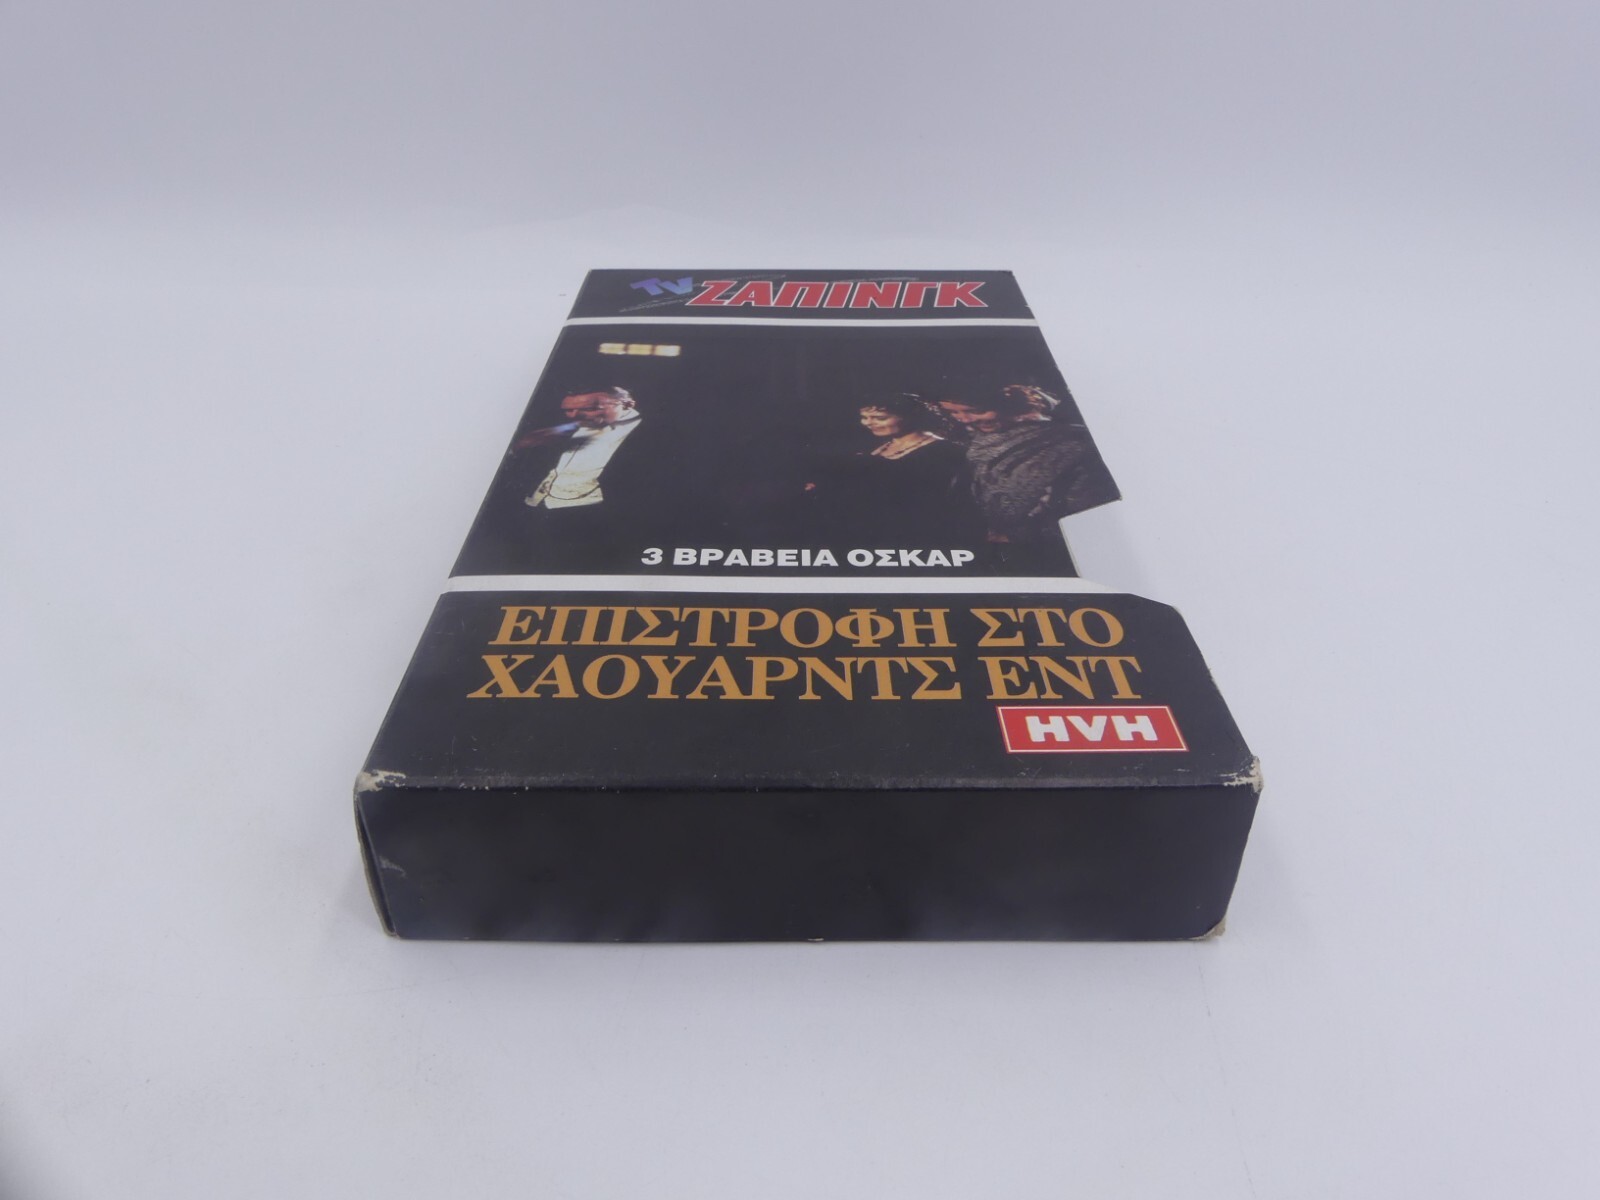 TV ΖΑΠΙΝΓΚ
3 ΒΡΑΒΕΙΑ ΟΣΚΑΡ
ΕΠΙΣΤΡΟΦΗ ΣΤΟ
ΧΑΟΥΑΡΝΤΣ ΕΝΤ
HVH